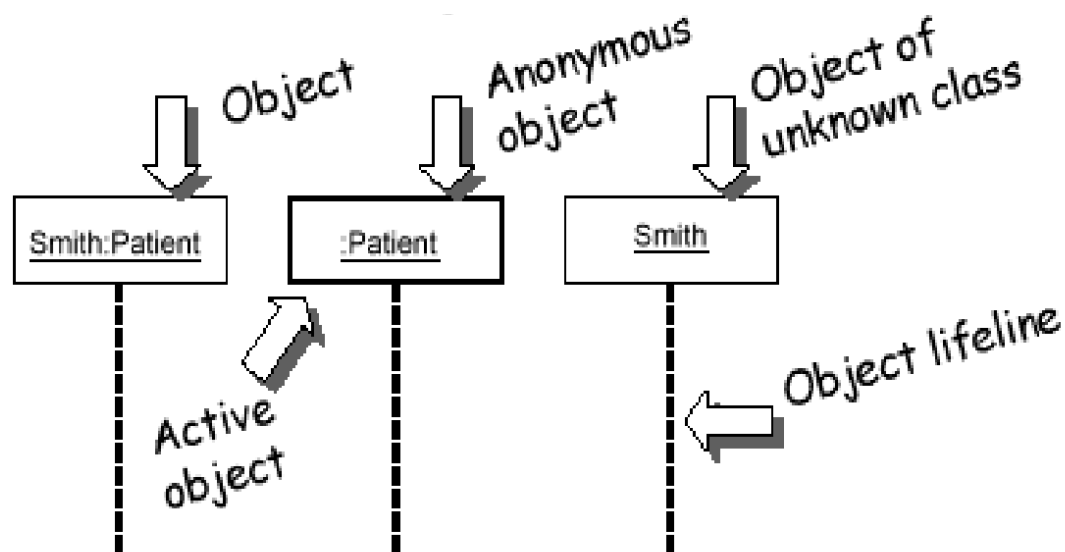 Object
Anonymous
object
Object of
unknown class
Smith:Patient
:Patient
Smith
Active
object
Object lifeline